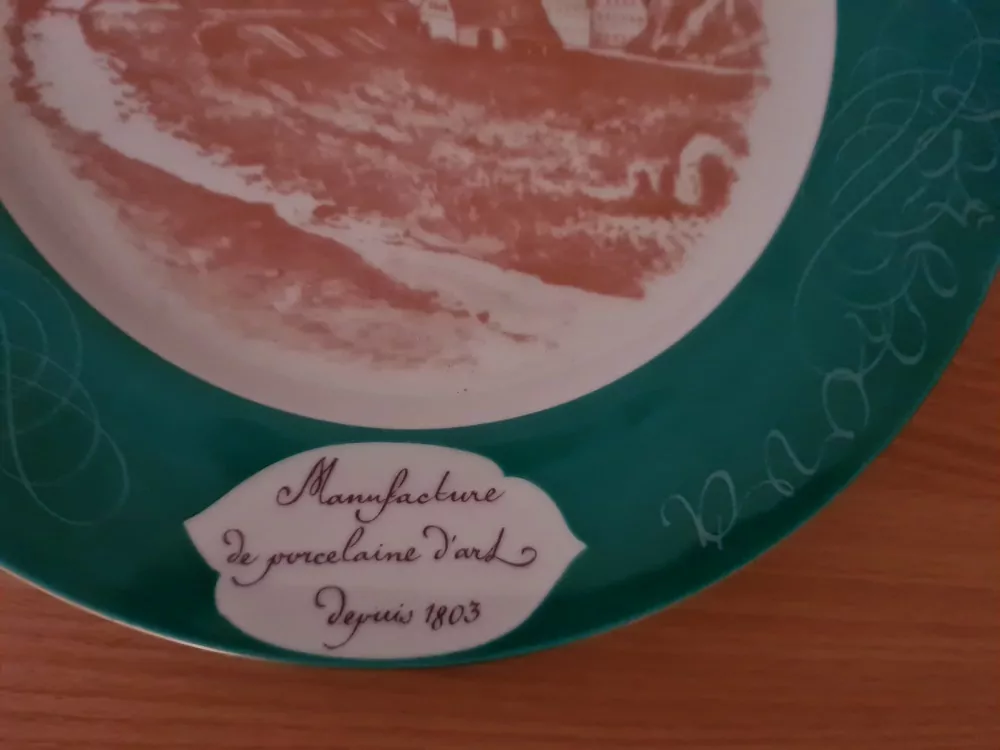 Manufacture
de porcelaine d'art
depuis 1803